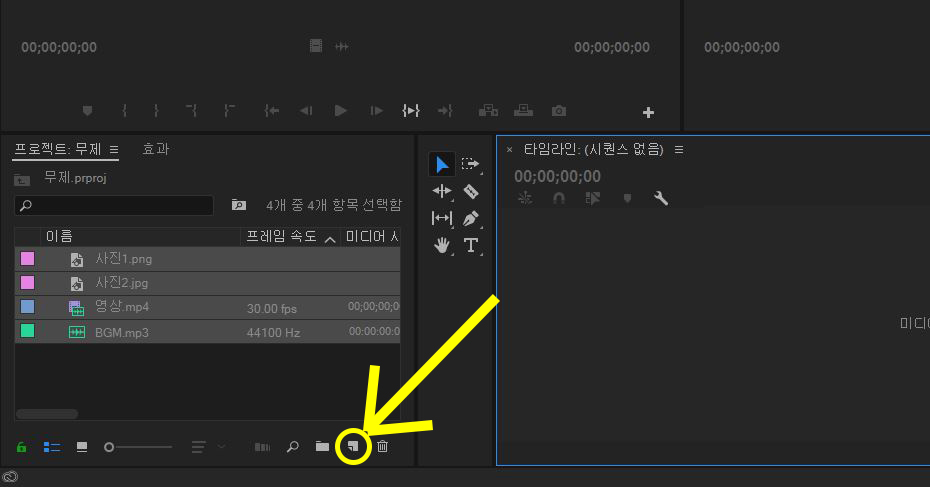 00;00;00;00
00;00;00;00
00;00;00;00
프로젝트: 무제
효과
무제.prproj
4개 중 4개 항목 선택함
이름
프레임 속도
미디어 시
사진1.png
사진2.jpg
영상.mp4
30.00 fps
00;00;00;0
BGM.mp3
44100 Hz
00:00:00:0
× 타임라인: (시퀀스 없음)
00;00;00;00
미디어